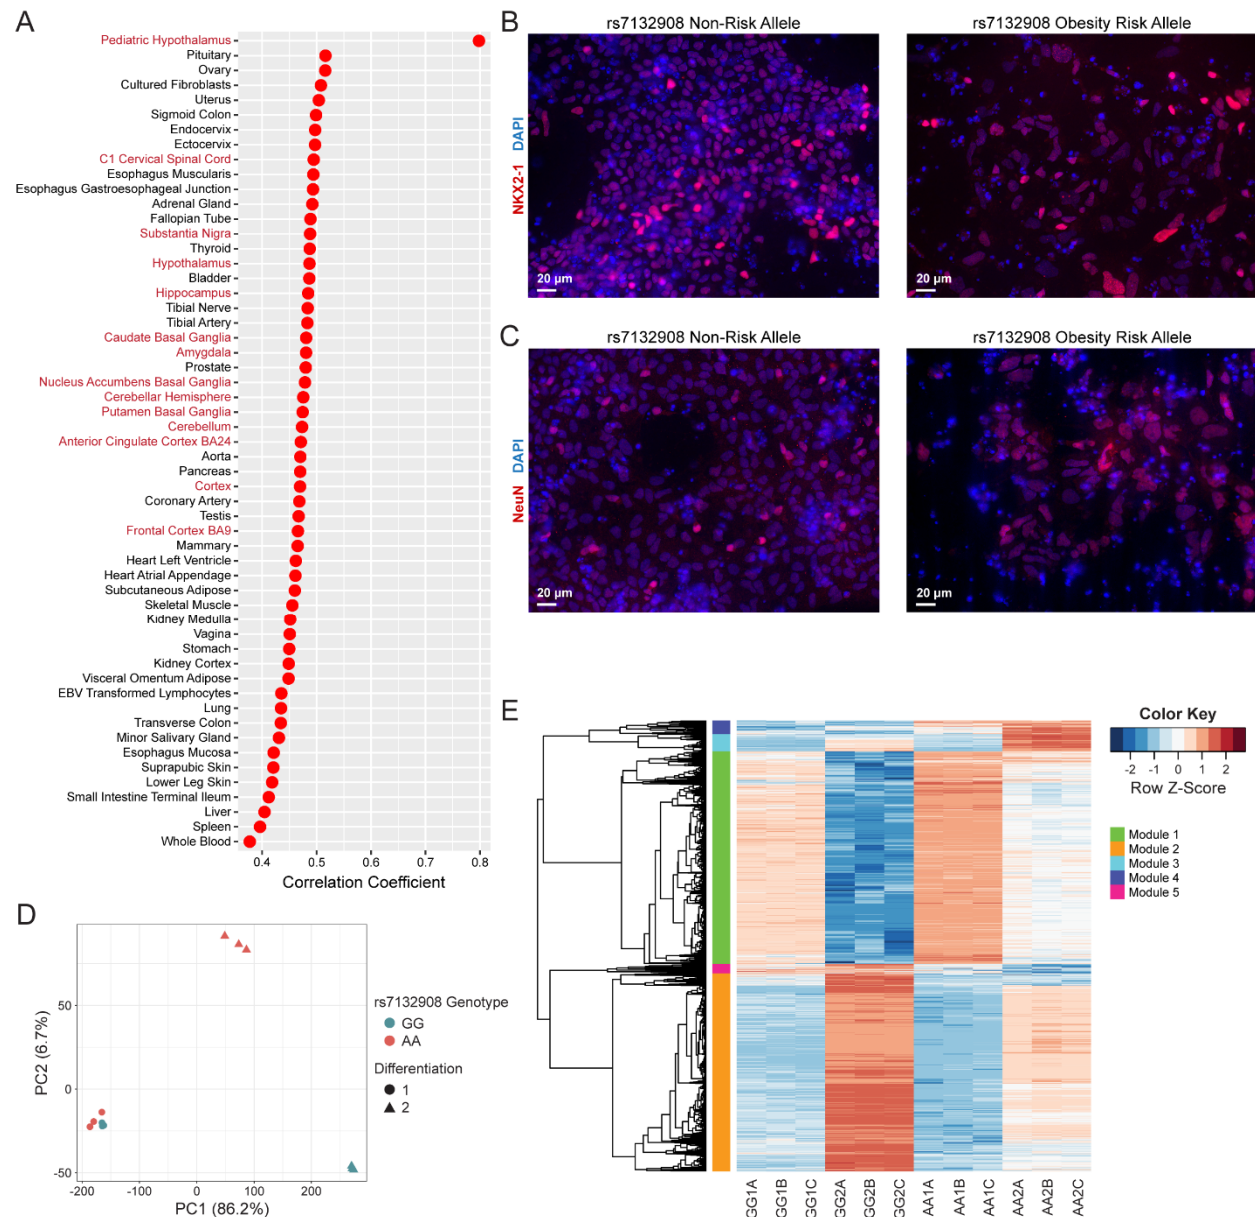 A
Pediatric Hypothalamus
Pituitary
Ovary
Cultured Fibroblasts
Uterus
Sigmoid Colon
Endocervix
Ectocervix
C1 Cervical Spinal Cord
Esophagus Muscularis
Esophagus Gastroesophageal Junction
Adrenal Gland
Fallopian Tube
Substantia Nigra
Thyroid
Hypothalamus
Bladder
Hippocampus
Tibial Nerve
Tibial Artery
Caudate Basal Ganglia
Amygdala
Prostate
Nucleus Accumbens Basal Ganglia
Cerebellar Hemisphere
Putamen Basal Ganglia
Cerebellum
Anterior Cingulate Cortex BA24
Aorta
Pancreas
Cortex
Coronary Artery
Testis
Frontal Cortex BA9
Mammary
Heart Left Ventricle
Heart Atrial Appendage
Subcutaneous Adipose
Skeletal Muscle
Kidney Medulla
Vagina
Stomach
Kidney Cortex
Visceral Omentum Adipose
EBV Transformed Lymphocytes
Lung
Transverse Colon
Minor Salivary Gland
Esophagus Mucosa
Suprapubic Skin
Lower Leg Skin
Small Intestine Terminal Ileum
Liver
Spleen
Whole Blood
0.4 0.5 0.6 0.7 0.8
Correlation Coefficient
B
rs7132908 Non-Risk Allele
rs7132908 Obesity Risk Allele
NKX2-1 DAPI
20 µm
20 µm
C
rs7132908 Non-Risk Allele
rs7132908 Obesity Risk Allele
NeuN DAPI
20 µm
20 µm
D
PC2 (6.7%)
50
0
-50
-200 -100 0 100 200
PC1 (86.2%)
rs7132908 Genotype
GG
AA
Differentiation
1
2
E
GG1A
GG1B
GG1C
GG2A
GG2B
GG2C
AA1A
AA1B
AA1C
AA2A
AA2B
AA2C
Color Key
-2 -1 0 1 2
Row Z-Score
Module 1
Module 2
Module 3
Module 4
Module 5